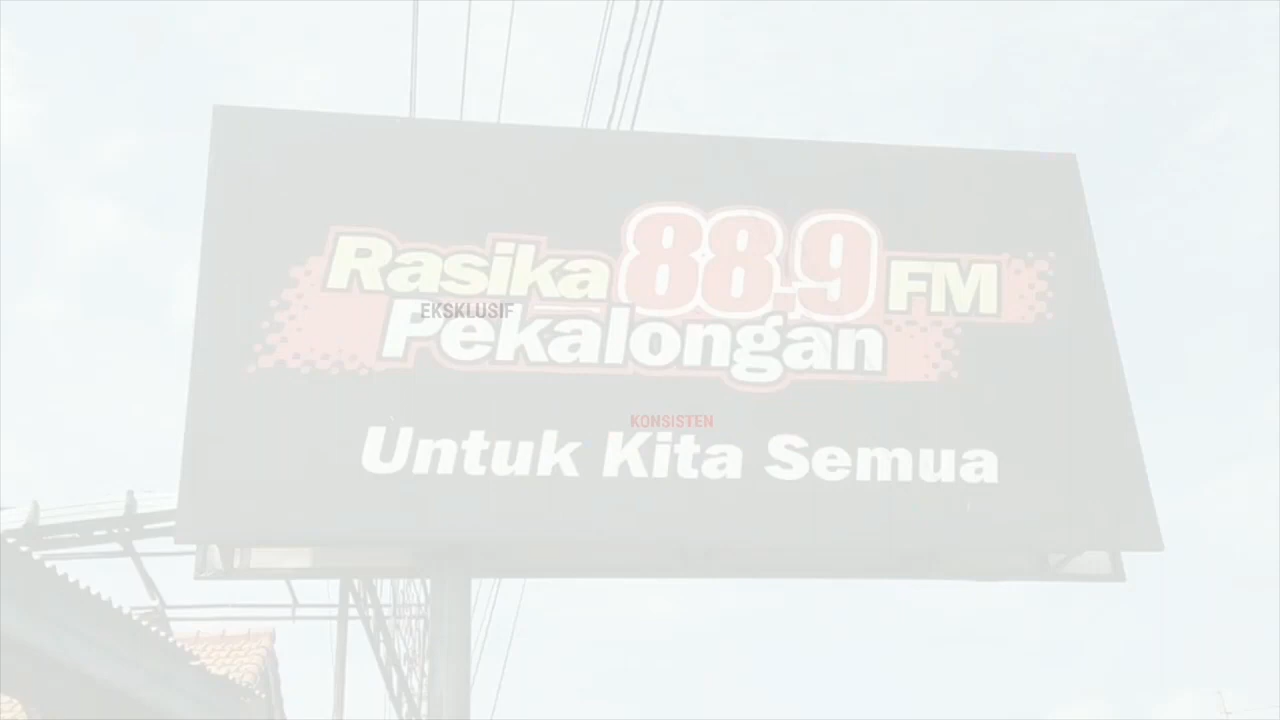 Rasika 88.9 FM
EKSKLUSIF
Pekalongan
KONSISTEN
Untuk Kita Semua